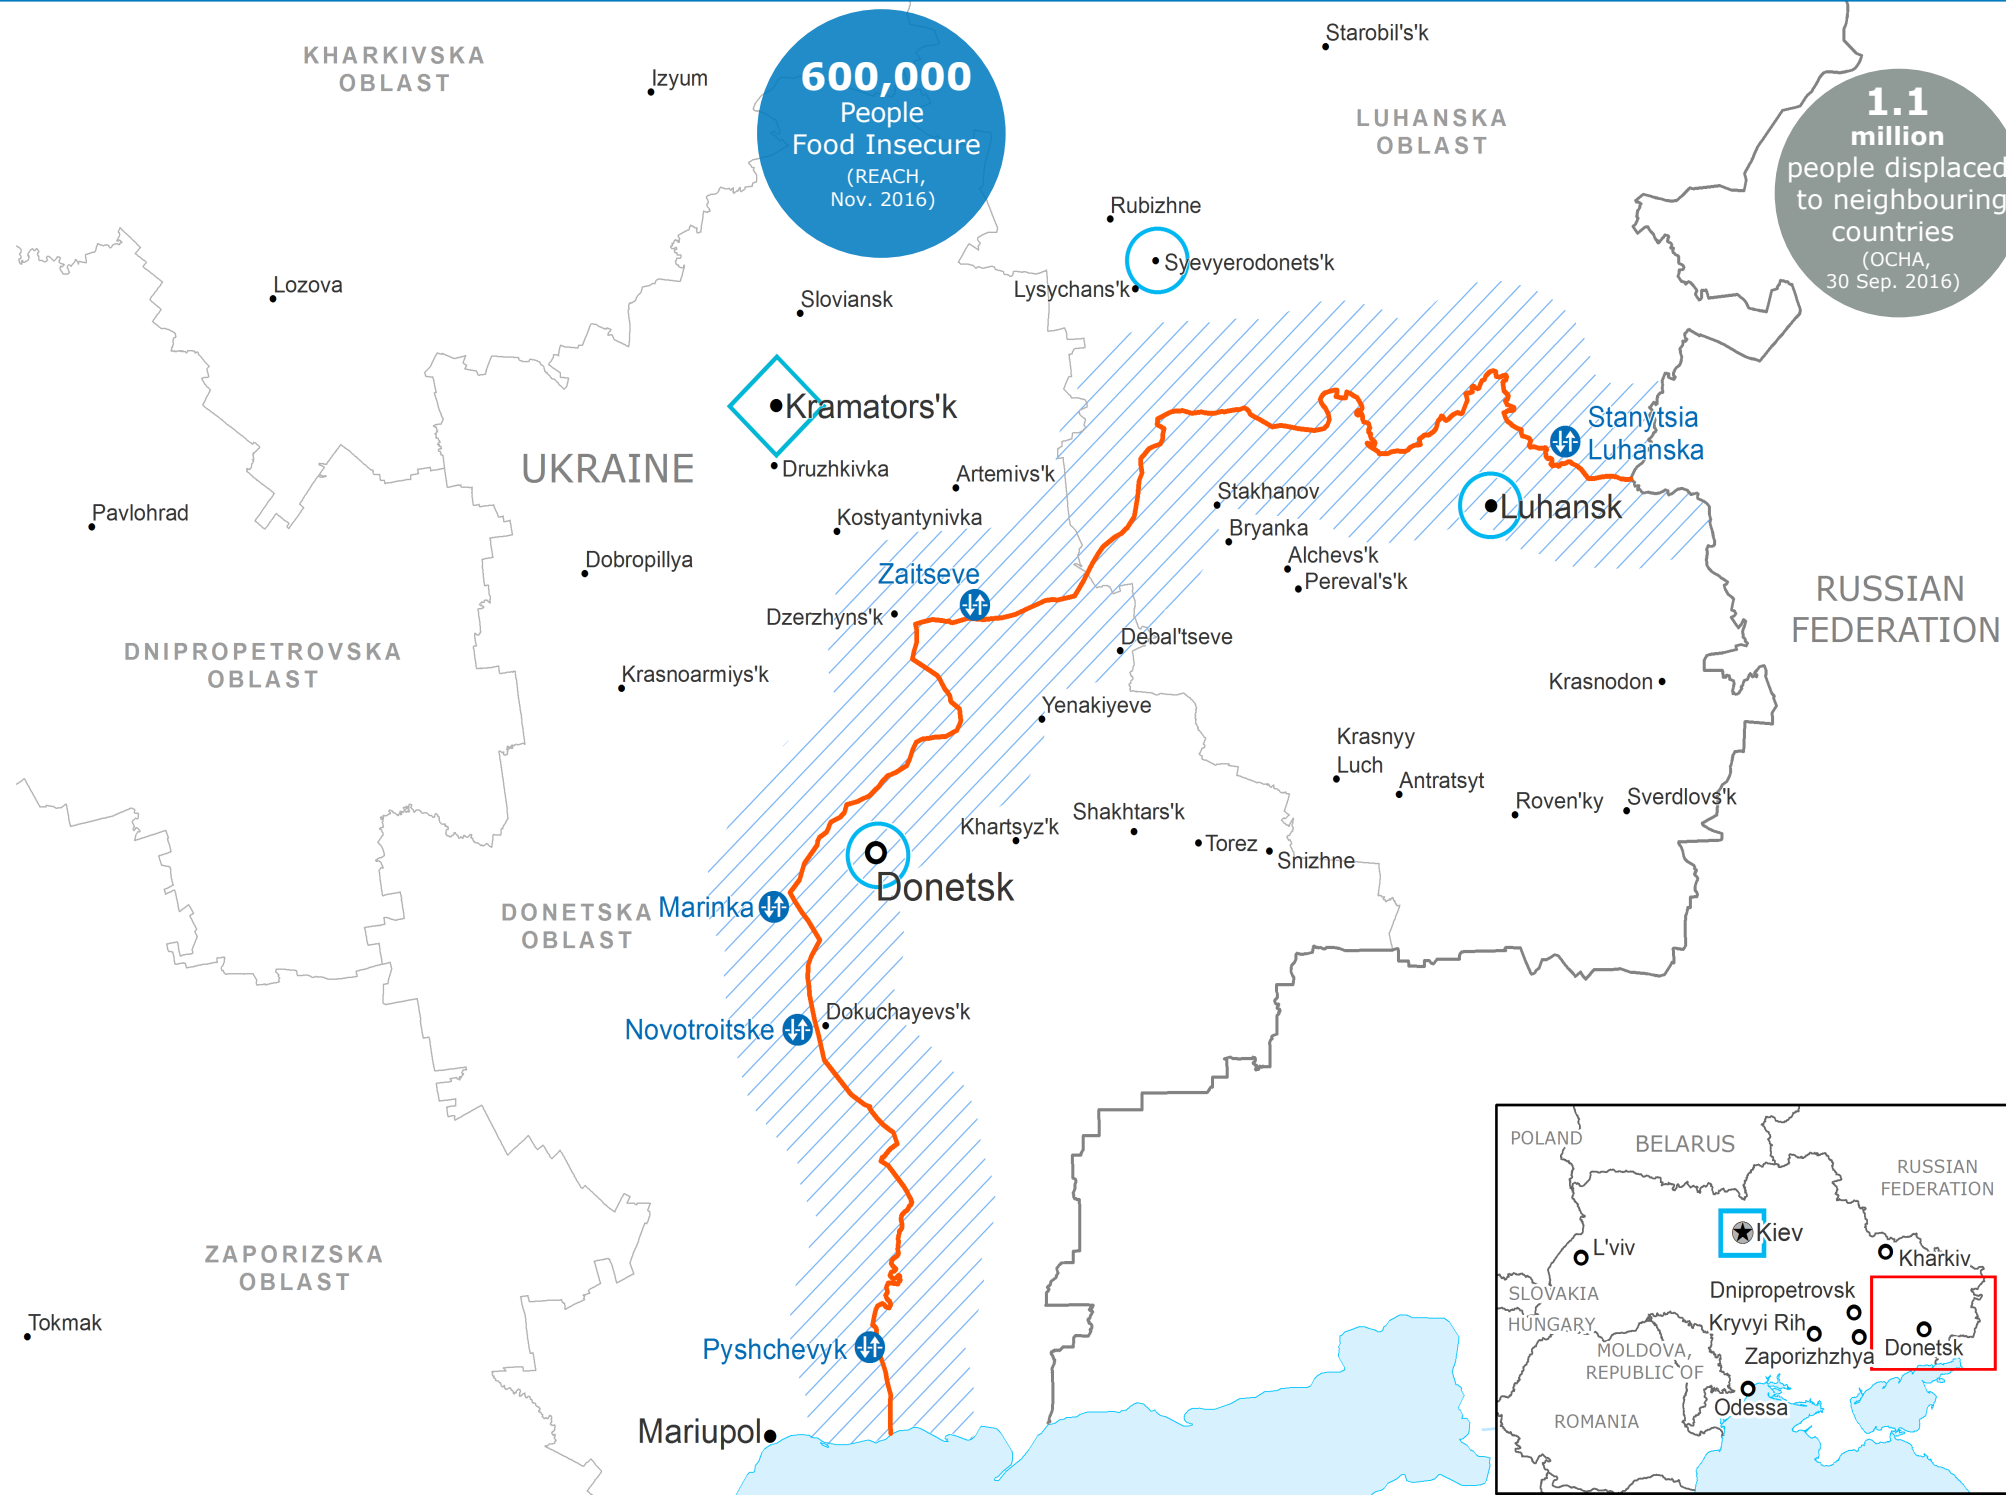 KHARKIVSKA
OBLAST
Izyum
600,000
People
Food Insecure
(REACH,
Nov. 2016)
Starobil's'k
LUHANSKA
OBLAST
1.1
million
people displaced
to neighbouring
countries
(OCHA,
30 Sep. 2016)
Rubizhne
Syevyerodonets'k
Lysychans'k
Lozova
Sloviansk
Kramators'k
UKRAINE
Druzhkivka
Artemivs'k
Stanytsia
Luhanska
Stakhanov
Luhansk
Pavlohrad
Kostyantynivka
Bryanka
Dobropillya
Alchevs'k
Pereval's'k
Zaitseve
RUSSIAN
FEDERATION
Dzerzhyns'k
Debal'tseve
DNIPROPETROVSKA
OBLAST
Krasnoarmiys'k
Krasnodon
Yenakiyeve
Krasnyy
Luch
Antratsyt
Roven'ky
Sverdlovs'k
Shakhtars'k
Khartsyz'k
Torez
Snizhne
Donetsk
DONETSKA
OBLAST
Marinka
Dokuchayevs'k
Novotroitske
ZAPORIZSKA
OBLAST
Tokmak
Pyshchevyk
Mariupol
POLAND
BELARUS
RUSSIAN
FEDERATION
Kiev
L'viv
Kharkiv
SLOVAKIA
Dnipropetrovsk
HUNGARY
Kryvyi Rih
MOLDOVA,
REPUBLIC OF
Zaporizhzhya
Donetsk
Odessa
ROMANIA